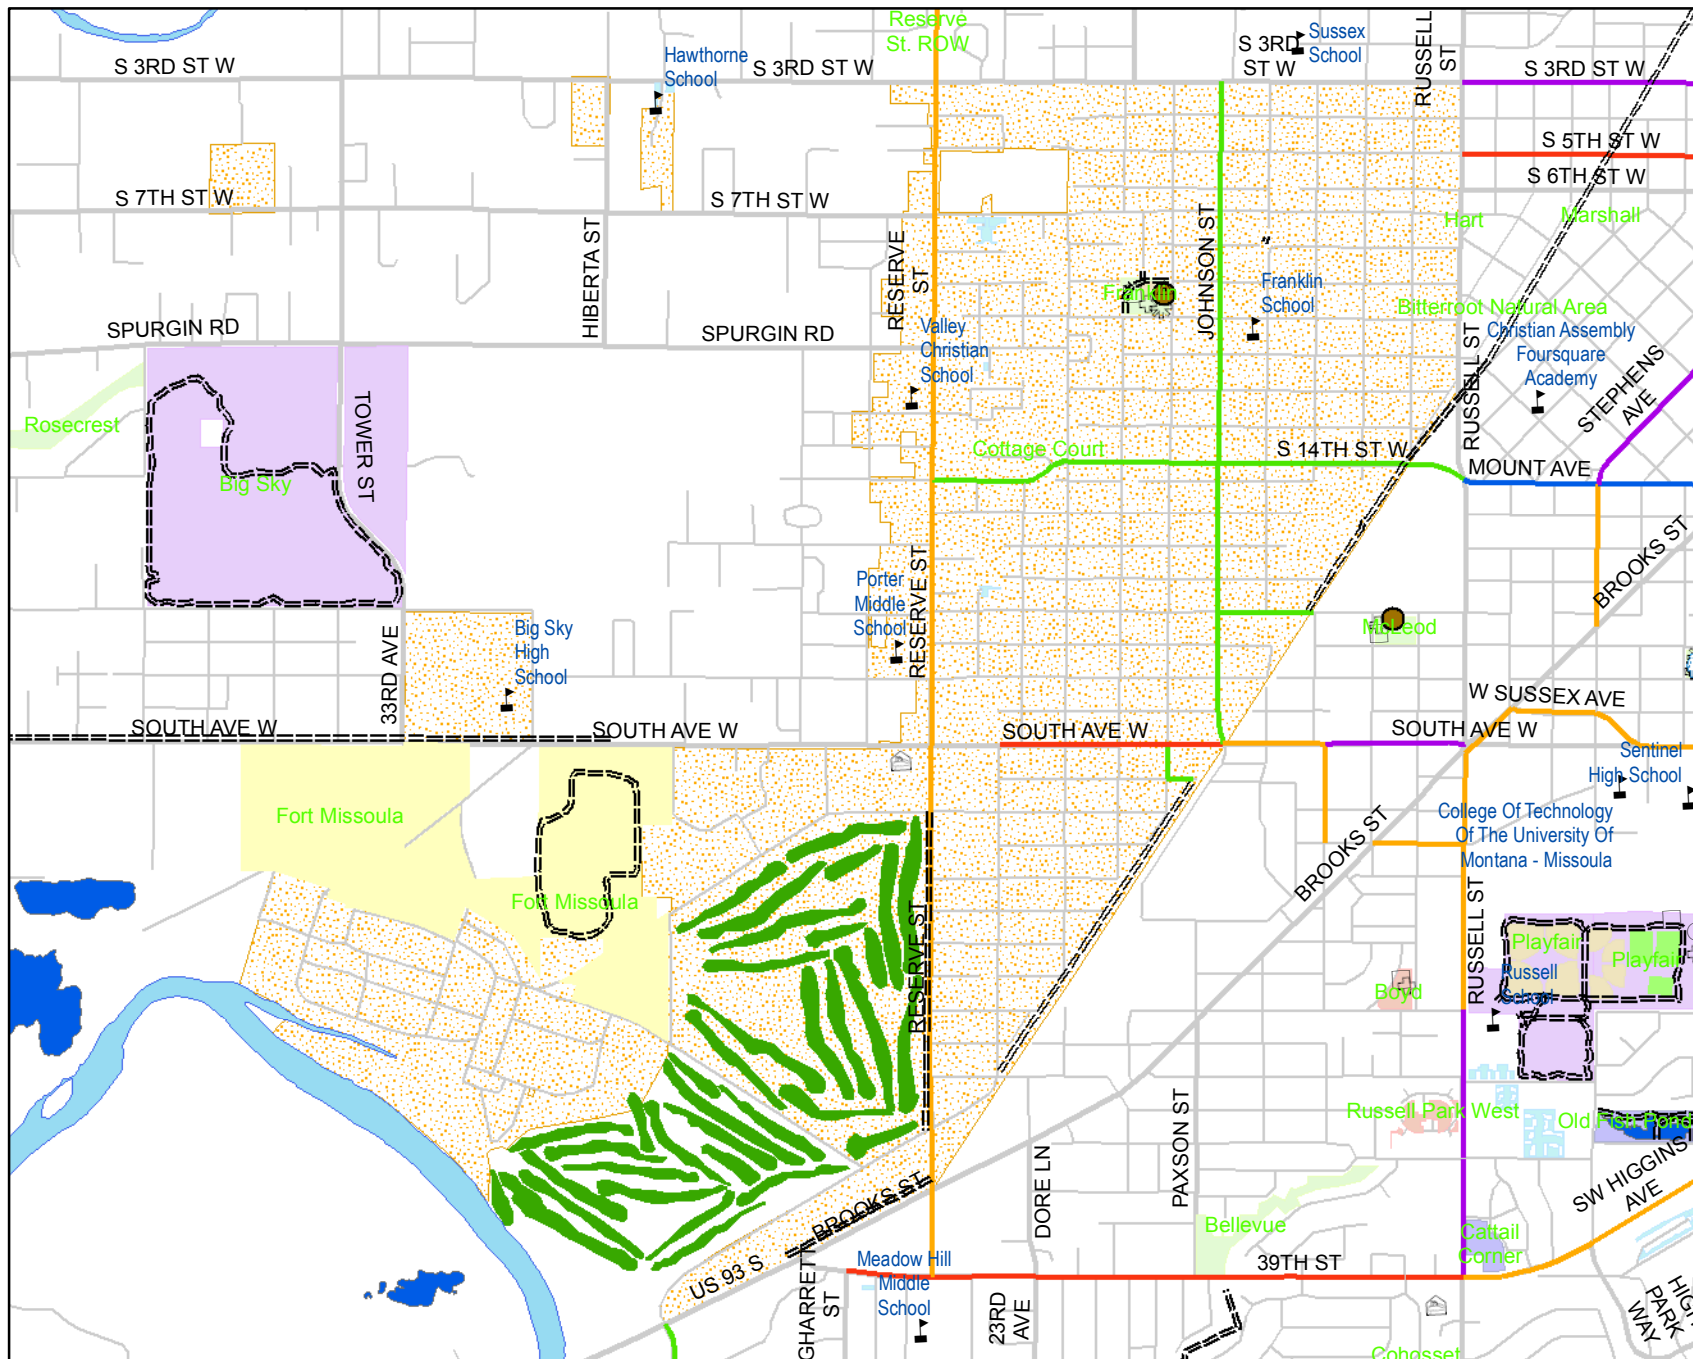 Reserve
St. ROW
S 3RD
ST W
Sussex
School
RUSSELL
ST
S 3RD ST W
Hawthorne
School
S 3RD ST W
S 3RD ST W
S 5TH ST W
S 6TH ST W
S 7TH ST W
S 7TH ST W
HIBERTA ST
RESERVE
ST
JOHNSON ST
Hart
Marshall
Franklin
Franklin
School
Bitterroot Natural Area
SPURGIN RD
SPURGIN RD
Valley
Christian
School
RUSSELL ST
Christian Assembly
Foursquare
Academy
STEPHENS
AVE
Rosecrest
TOWER ST
Big Sky
Cottage Court
S 14TH ST W
MOUNT AVE
BROOKS ST
RESERVE ST
Porter
Middle
School
McLeod
33RD AVE
Big Sky
High
School
W SUSSEX AVE
SOUTH AVE W
SOUTH AVE W
SOUTH AVE W
SOUTH AVE W
Sentinel
High School
Fort Missoula
College Of Technology
Of The University Of
Montana - Missoula
BROOKS ST
Fort Missoula
RESERVE ST
RUSSELL ST
Playfair
Playfair
Russell
School
Boyd
Russell Park West
Old Fish Pond
PAXSON ST
DORE LN
SW HIGGINS
AVE
BROOKS ST
Bellevue
Cattail
Corner
US 93 S
GHARRETT
ST
Meadow Hill
Middle
School
39TH ST
23RD
AVE
PARK
WAY
Cohosset